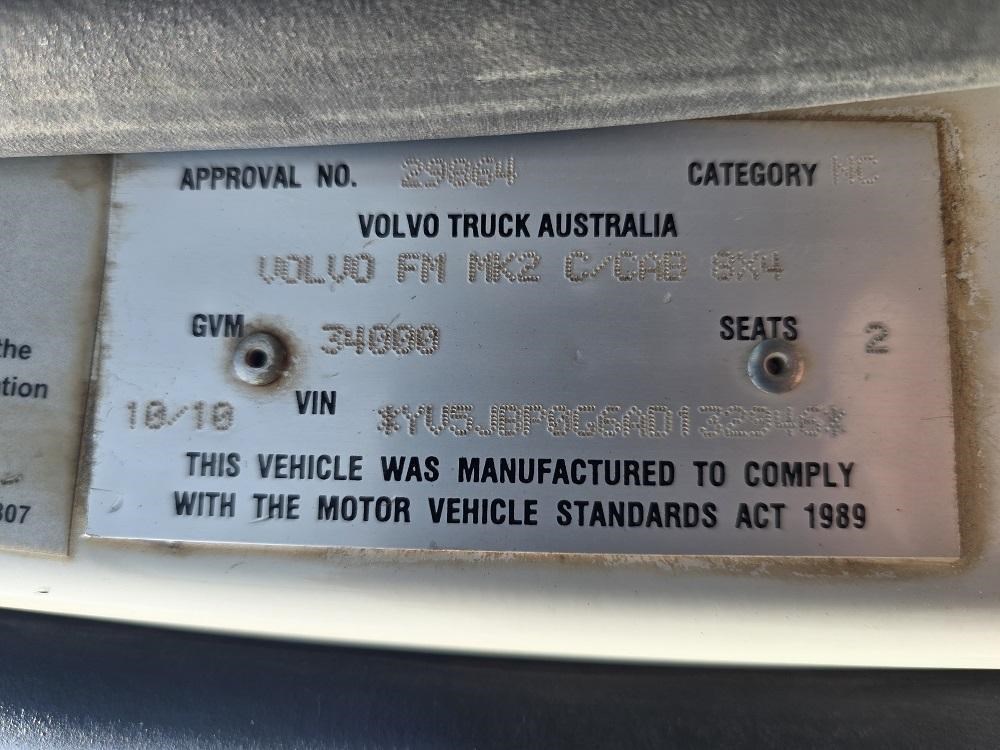 APPROVAL NO. 29864 CATEGORY NC
VOLVO TRUCK AUSTRALIA
VOLVO FM MK2 C/CAB 8X4
GVM 34000 SEATS 2
10/10 VIN *YV5JBP0G6AD132946*
THIS VEHICLE WAS MANUFACTURED TO COMPLY
WITH THE MOTOR VEHICLE STANDARDS ACT 1989
the
tion
307